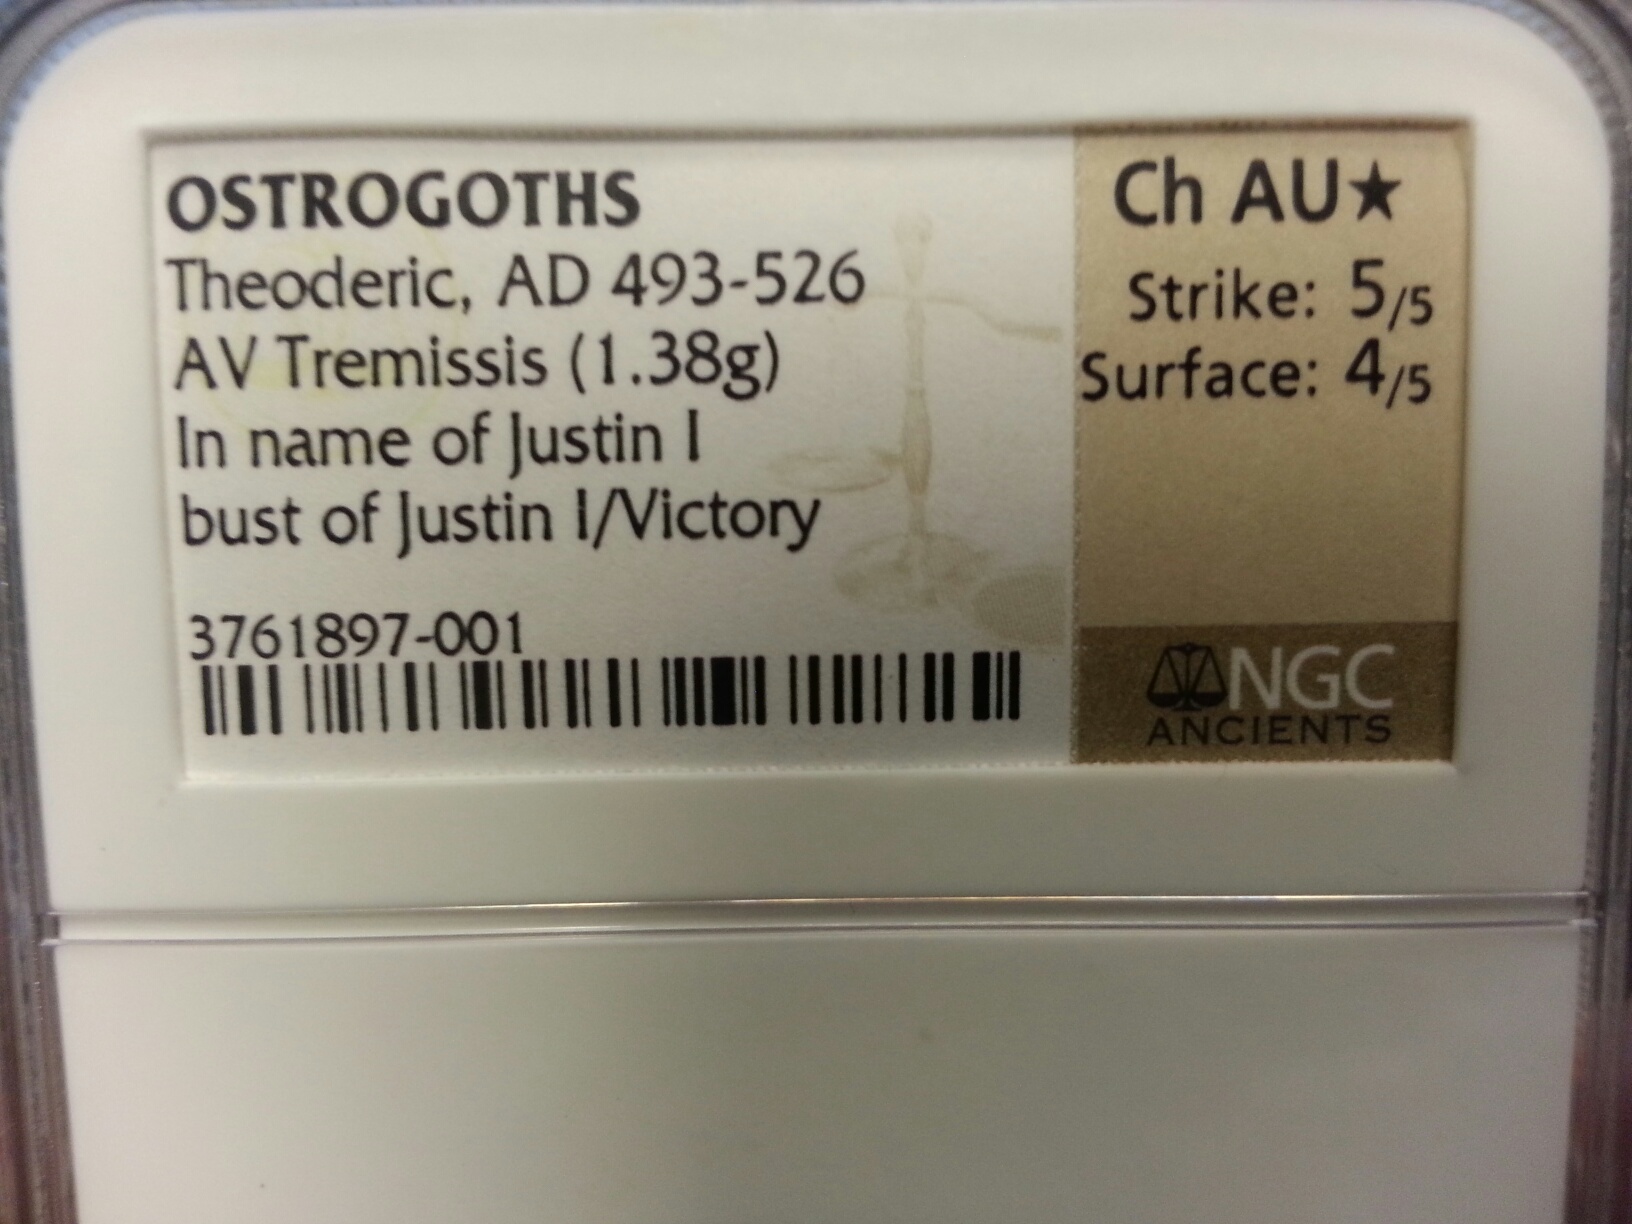 OSTROGOTHS
Theoderic, AD 493-526
AV Tremissis (1.38g)
In name of Justin I
bust of Justin I/Victory
3761897-001
Ch AU★
Strike: 5/5
Surface: 4/5
NGC
ANCIENTS